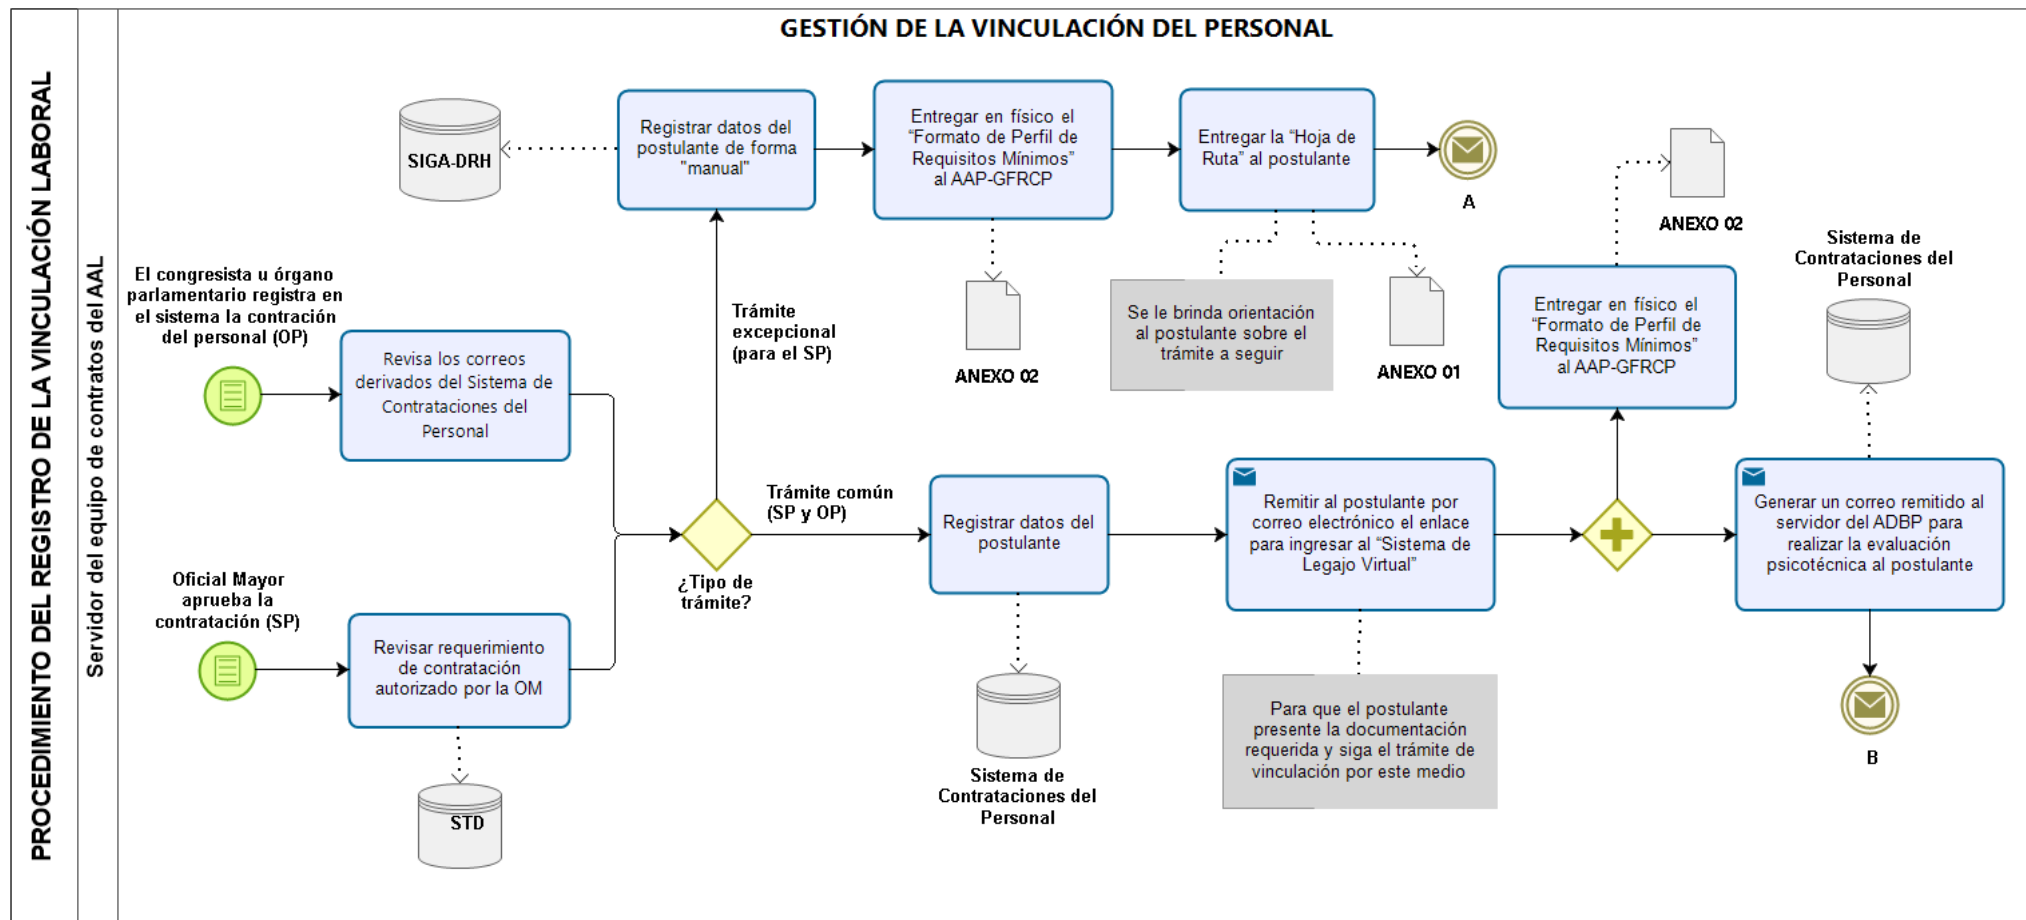 GESTIÓN DE LA VINCULACIÓN DEL PERSONAL
PROCEDIMIENTO DEL REGISTRO DE LA VINCULACIÓN LABORAL
Servidor del equipo de contratos del AAL
SIGA-DRH
Registrar datos del
postulante de forma
"manual"
Entregar en físico el
“Formato de Perfil de
Requisitos Mínimos”
al AAP-GFRCP
Entregar la “Hoja de
Ruta” al postulante
A
ANEXO 02
Se le brinda orientación
al postulante sobre el
trámite a seguir
ANEXO 01
ANEXO 02
Entregar en físico el
“Formato de Perfil de
Requisitos Mínimos”
al AAP-GFRCP
Sistema de
Contrataciones del
Personal
El congresista u órgano
parlamentario registra en
el sistema la contración
del personal (OP)
Revisa los correos
derivados del Sistema de
Contrataciones del
Personal
Trámite
excepcional
(para el SP)
Trámite común
(SP y OP)
¿Tipo de
trámite?
Registrar datos del
postulante
Remitir al postulante por
correo electrónico el enlace
para ingresar al “Sistema de
Legajo Virtual”
Generar un correo remitido al
servidor del ADBP para
realizar la evaluación
psicotécnica al postulante
Oficial Mayor
aprueba la
contratación (SP)
Revisar requerimiento
de contratación
autorizado por la OM
STD
Sistema de
Contrataciones del
Personal
Para que el postulante
presente la documentación
requerida y siga el trámite de
vinculación por este medio
B